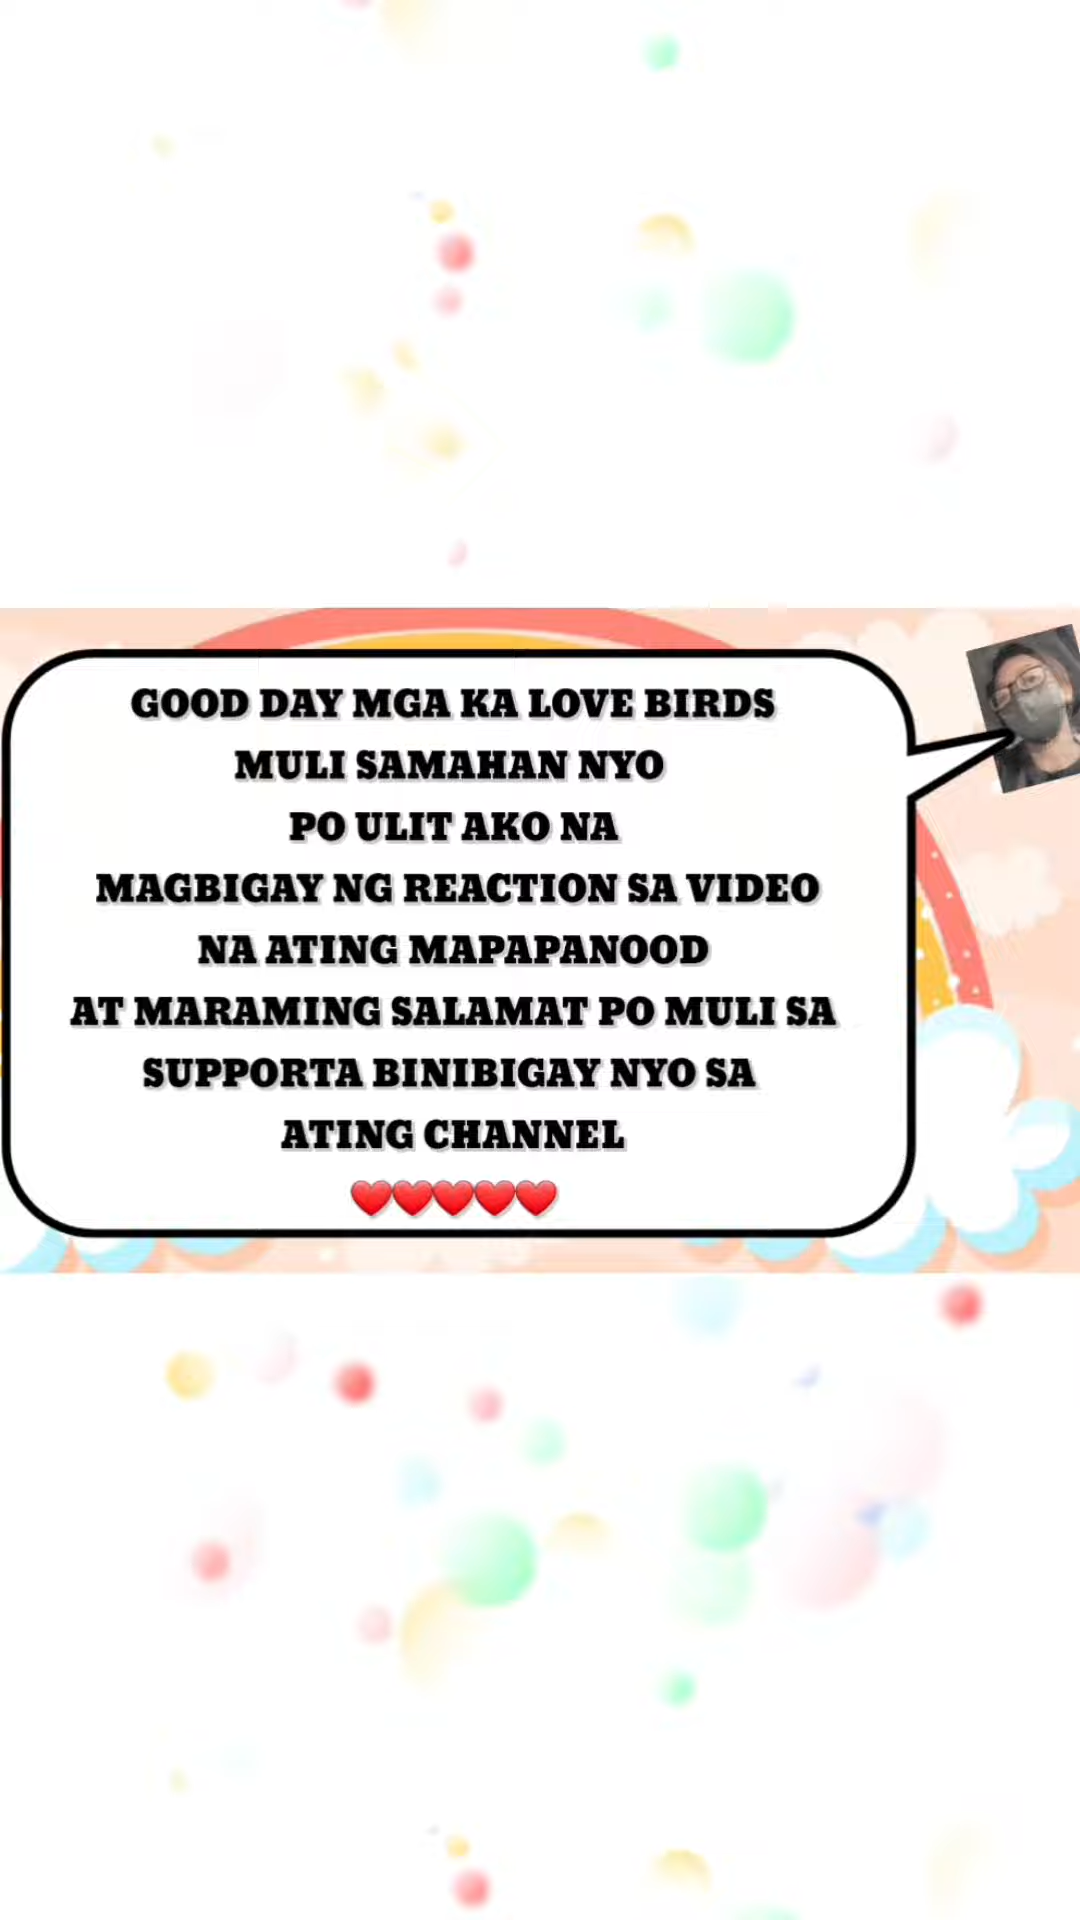 GOOD DAY MGA KA LOVE BIRDS
MULI SAMAHAN NYO
PO ULIT AKO NA
MAGBIGAY NG REACTION SA VIDEO
NA ATING MAPAPANOOD
AT MARAMING SALAMAT PO MULI SA
SUPPORTA BINIBIGAY NYO SA
ATING CHANNEL
❤️❤️❤️❤️❤️